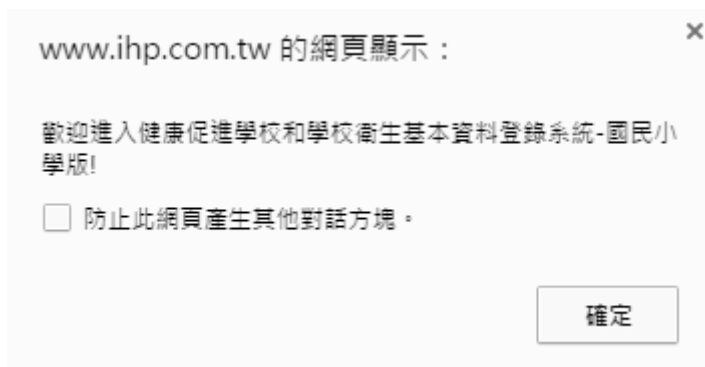 www.ihp.com.tw 的網頁顯示：
歡迎進入健康促進學校和學校衛生基本資料登錄系統-國民小
學版!
防止此網頁產生其他對話方塊。
確定